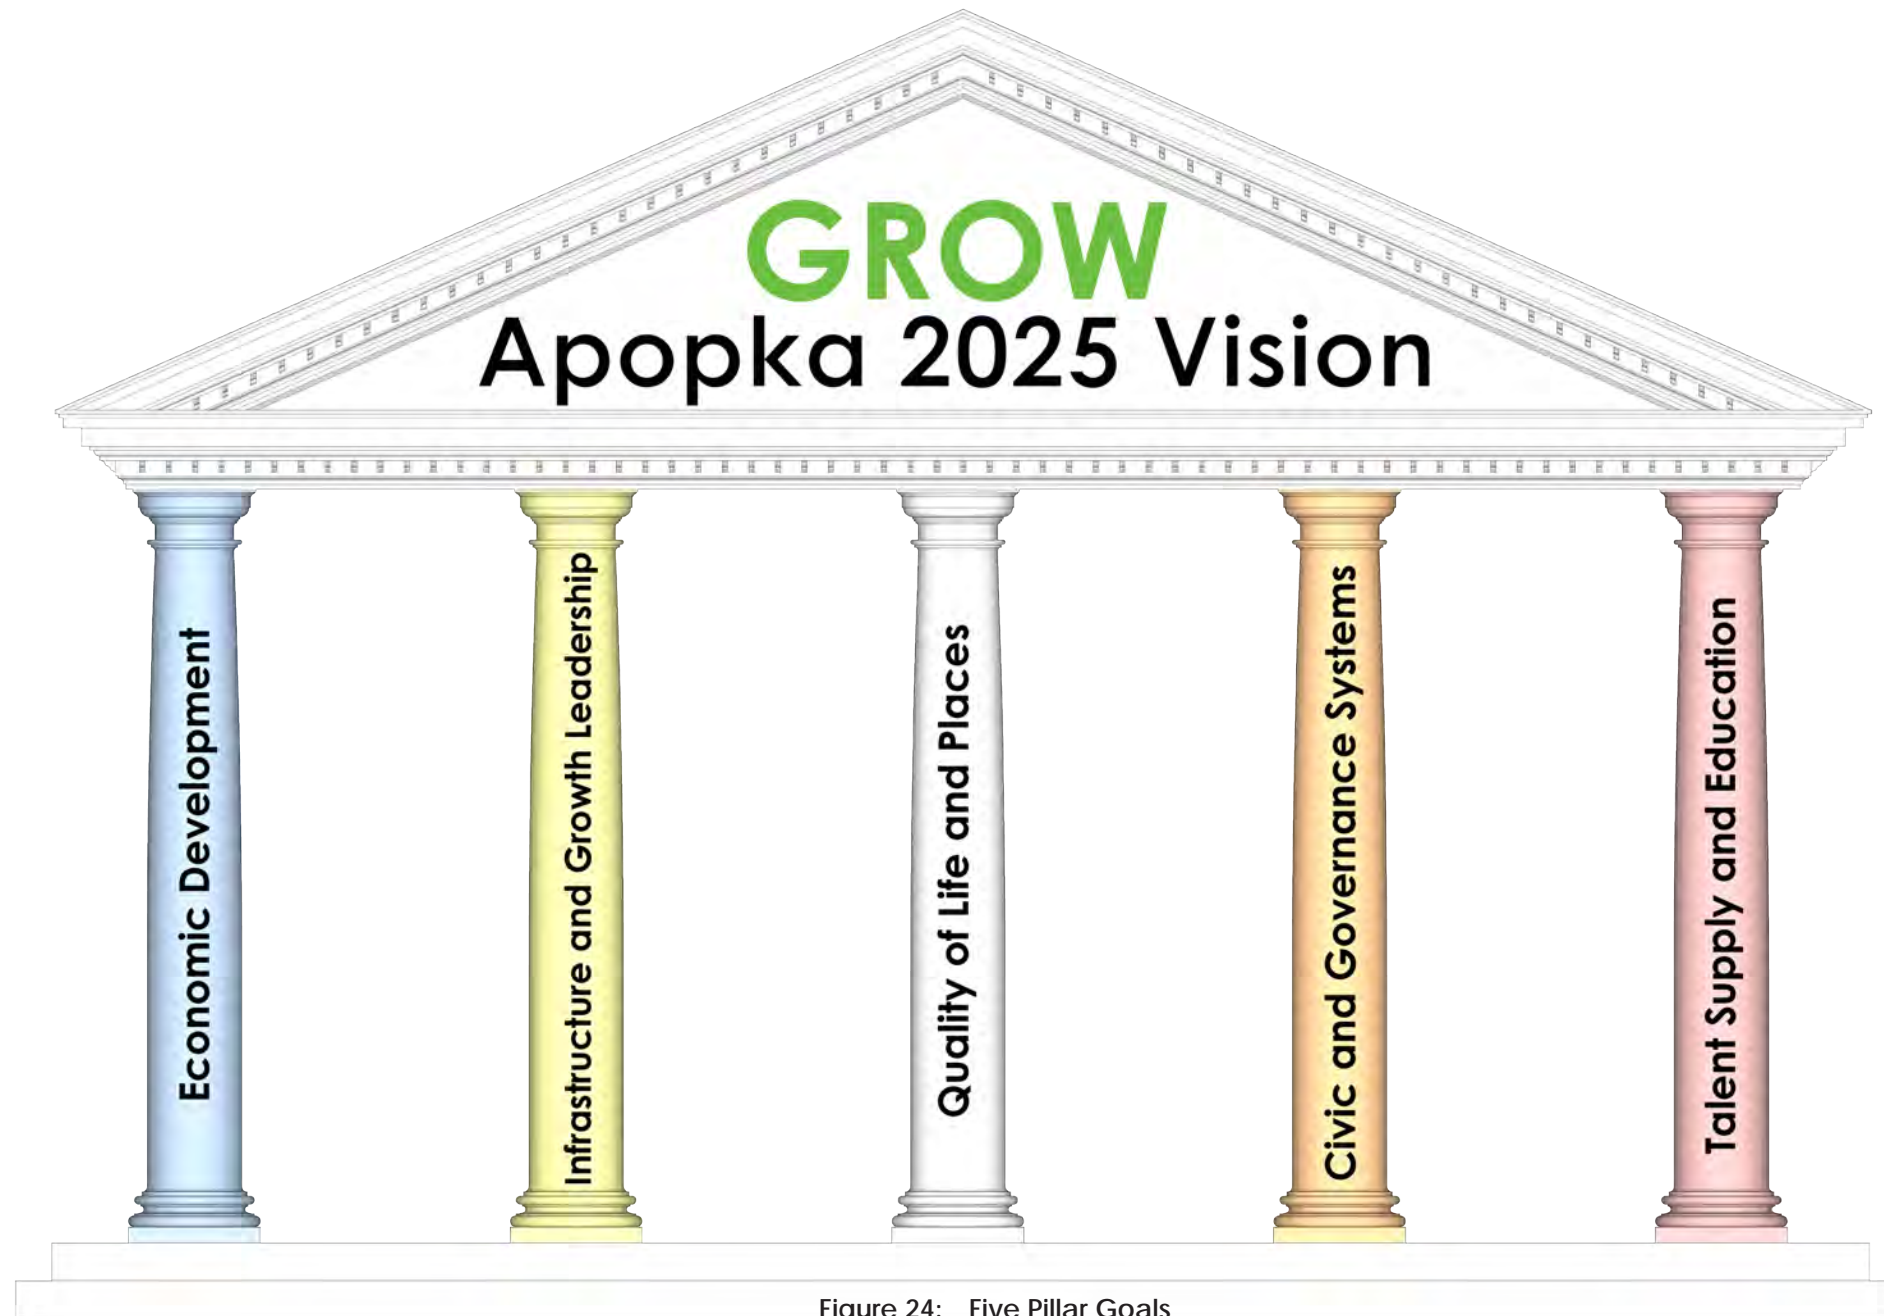 GROW
Apopka 2025 Vision
Economic Development
Infrastructure and Growth Leadership
Quality of Life and Places
Civic and Governance Systems
Talent Supply and Education
Figure 24: Five Pillar Goals